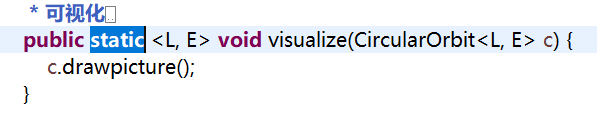 * 可视化
public static <L, E> void visualize(CircularOrbit<L, E> c) {
c.drawpicture();
}